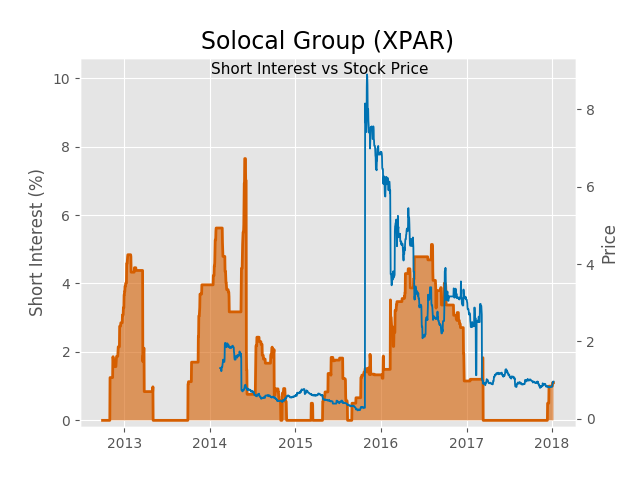 Solocal Group (XPAR)
Short Interest vs Stock Price
10
8
6
4
2
0
Short Interest (%)
8
6
4
2
0
Price
2013 2014 2015 2016 2017 2018